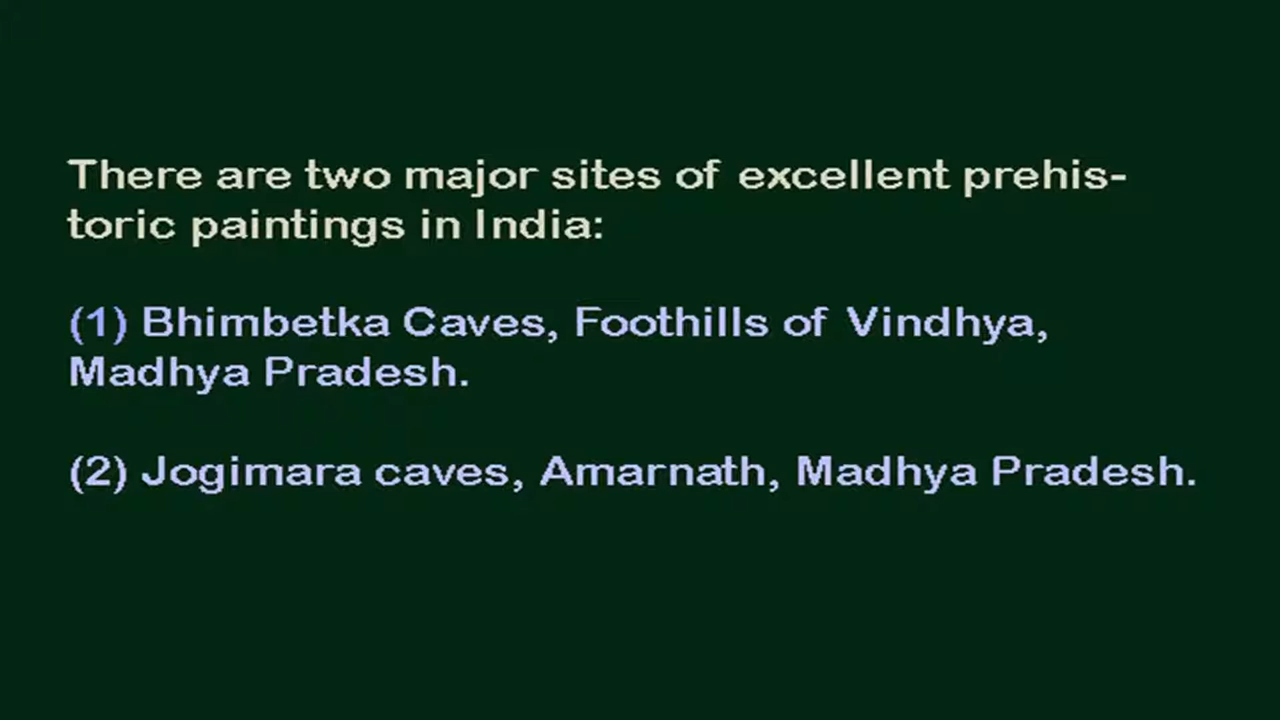 There are two major sites of excellent prehis-
toric paintings in India:
(1) Bhimbetka Caves, Foothills of Vindhya,
Madhya Pradesh.
(2) Jogimara caves, Amarnath, Madhya Pradesh.